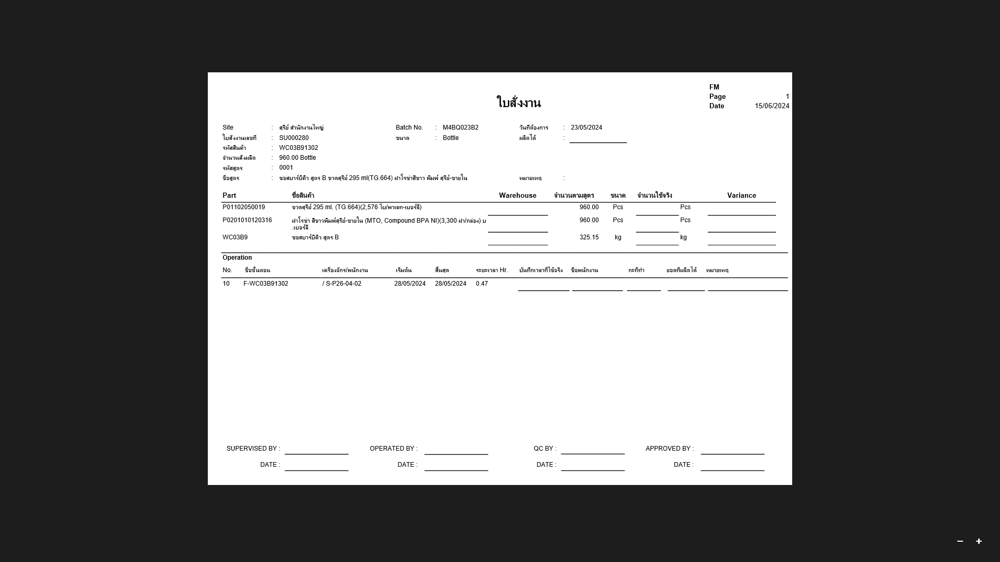 FM
ใบสั่งงาน
Page 1
Date 15/06/2024
Site : สุรีย์ สำนักงานใหญ่ Batch No. : M4BQ023B2 วันที่ต้องการ : 23/05/2024
ใบสั่งงานเลขที่ : SU000280 ขนาด : Bottle ผลิตได้ :
รหัสสินค้า : WC03B91302
จำนวนสั่งผลิต : 960.00 Bottle
รหัสสูตร : 0001
ชื่อสูตร : ซอสบาร์บีคิว สูตร B ขวดสุรีย์ 295 ml(TG.664) ฝาโรซ่าสีขาว พิมพ์ สุรีย์-ขายใน หมายเหตุ :
Part ชื่อสินค้า Warehouse จำนวนตามสูตร ขนาด จำนวนใช้จริง Variance
P01102050019 ขวดสุรีย์ 295 ml. (TG.664)(2,576 ใบ/พาเลท-เบอร์ลี่) 960.00 Pcs Pcs
P0201010120316 ฝาโรซ่า สีขาวพิมพ์สุรีย์-ขายใน (MTO, Compound BPA NI)(3,300 ฝา/กล่อง) บ 960.00 Pcs Pcs
.เบอร์ลี่
WC03B9 ซอสบาร์บีคิว สูตร B 325.15 kg kg
Operation
No. ชื่อขั้นตอน เครื่องจักร/พนักงาน เริ่มต้น สิ้นสุด ระยะเวลา Hr. บันทึกเวลาที่ใช้จริง ชื่อพนักงาน กะที่ทำ ยอดที่ผลิตได้ หมายเหตุ
10 F-WC03B91302 / S-P26-04-02 28/05/2024 28/05/2024 0.47
SUPERVISED BY : OPERATED BY : QC BY : APPROVED BY :
DATE : DATE : DATE : DATE :